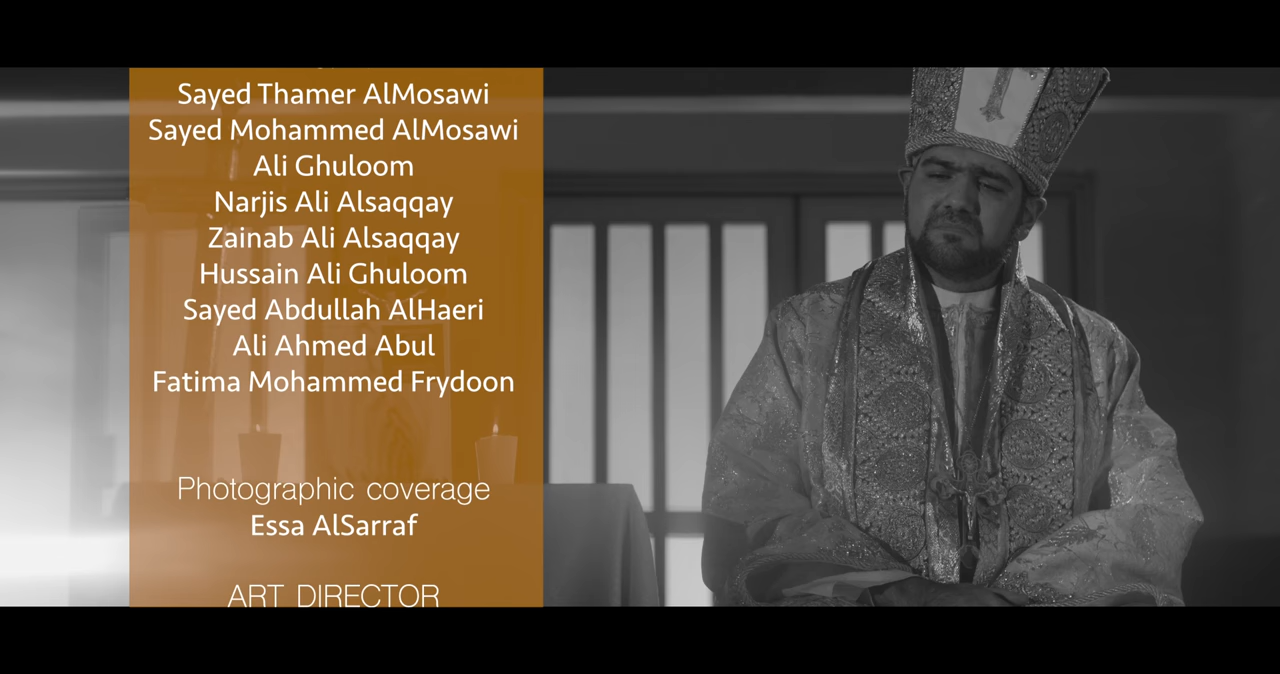 Sayed Thamer AlMosawi
Sayed Mohammed AlMosawi
Ali Ghuloom
Narjis Ali Alsaqqay
Zainab Ali Alsaqqay
Hussain Ali Ghuloom
Sayed Abdullah AlHaeri
Ali Ahmed Abul
Fatima Mohammed Frydoon
Photographic coverage
Essa AlSarraf
ART DIRECTOR